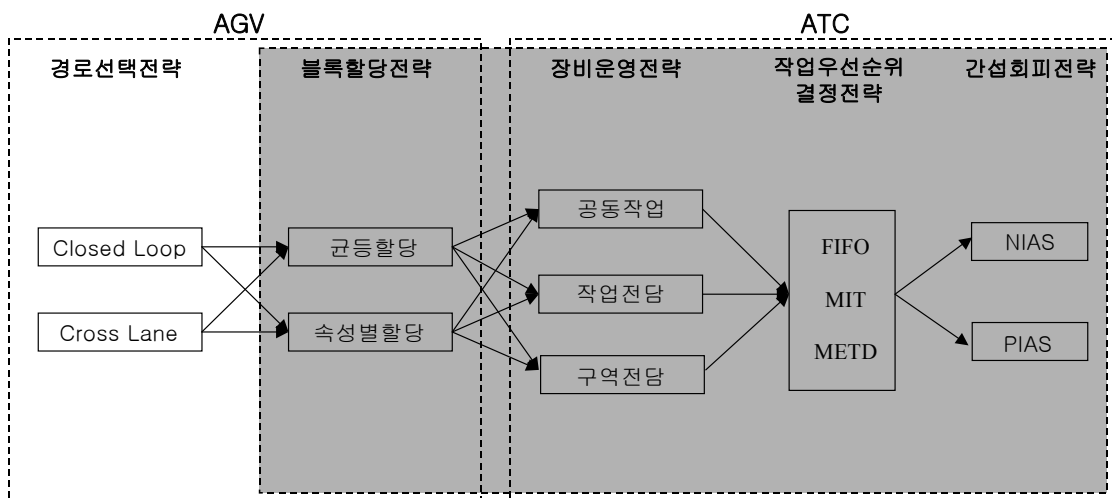 AGV
ATC
경로선택전략
블록할당전략
장비운영전략
작업우선순위
결정전략
간섭회피전략
Closed Loop
Cross Lane
균등할당
속성별할당
공동작업
작업전담
구역전담
FIFO
MIT
METD
NIAS
PIAS